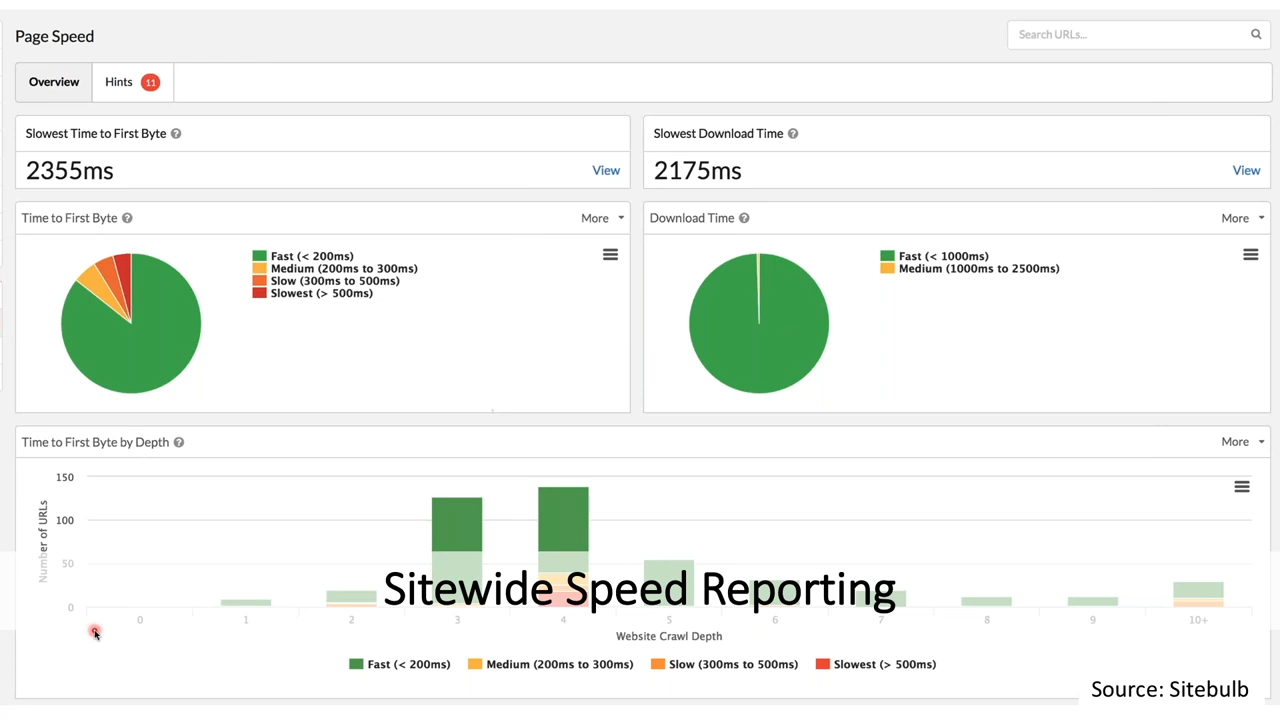 Page Speed
Search URLs...
Overview
Hints 11
Slowest Time to First Byte
2355ms
View
Slowest Download Time
2175ms
View
Time to First Byte
More
Fast (< 200ms)
Medium (200ms to 300ms)
Slow (300ms to 500ms)
Slowest (> 500ms)
Download Time
More
Fast (< 1000ms)
Medium (1000ms to 2500ms)
Time to First Byte by Depth
More
Number of URLs
150
100
50
0
Sitewide Speed Reporting
0 1 2 3 4 5 6 7 8 9 10+
Website Crawl Depth
Fast (< 200ms) Medium (200ms to 300ms) Slow (300ms to 500ms) Slowest (> 500ms)
Source: Sitebulb